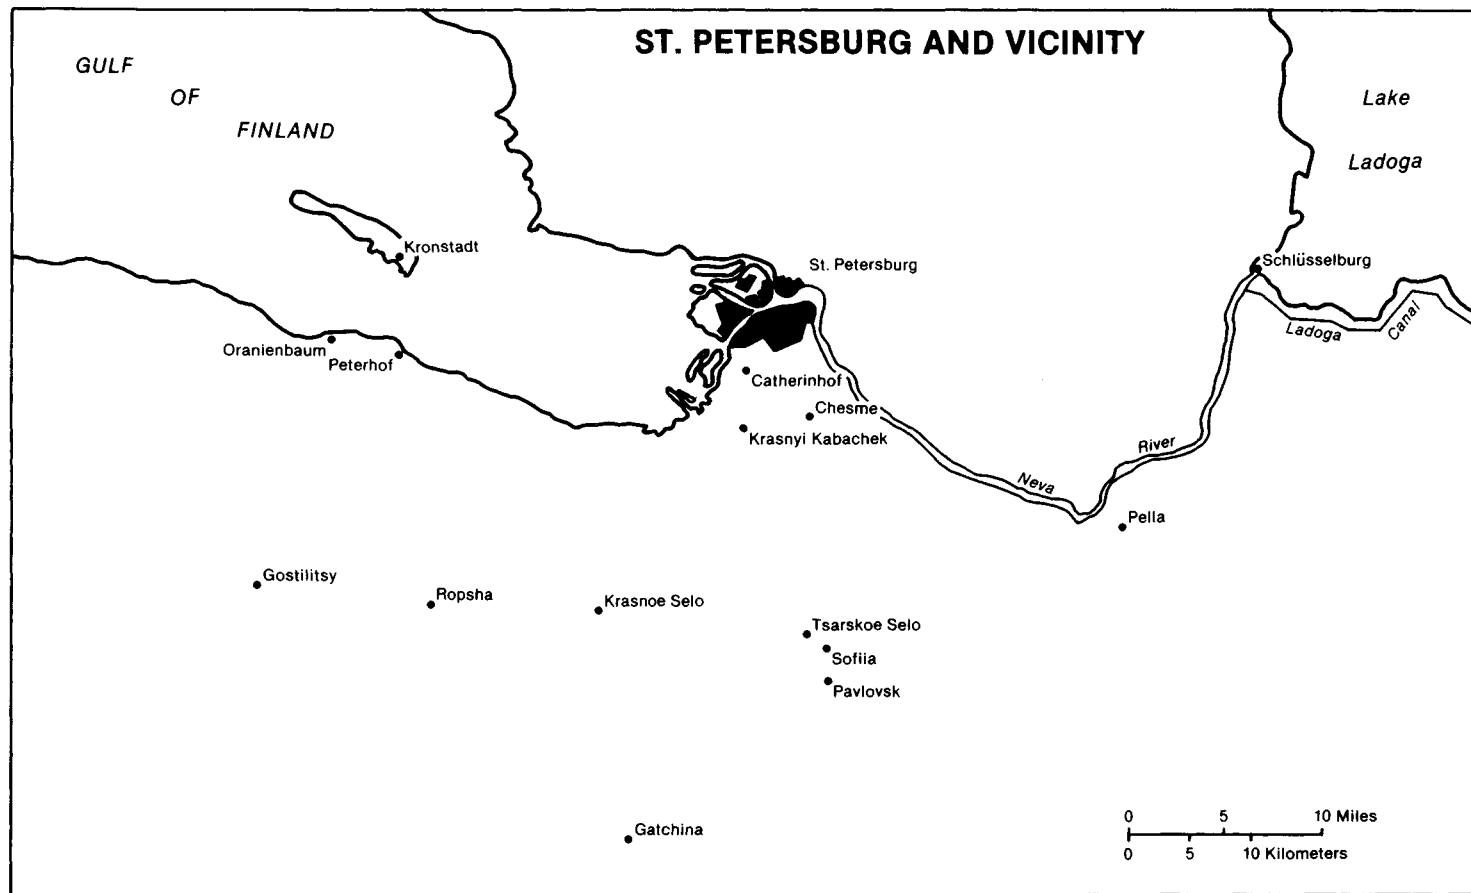 ST. PETERSBURG AND VICINITY
GULF
OF
FINLAND
Lake
Ladoga
Kronstadt
St. Petersburg
Schlüsselburg
Ladoga
Canal
Oranienbaum
Peterhof
Catherinhof
Chesme
Krasnyi Kabachek
River
Neva
Pella
Gostilitsy
Ropsha
Krasnoe Selo
Tsarskoe Selo
Sofiia
Pavlovsk
Gatchina
0 5 10 Miles
0 5 10 Kilometers